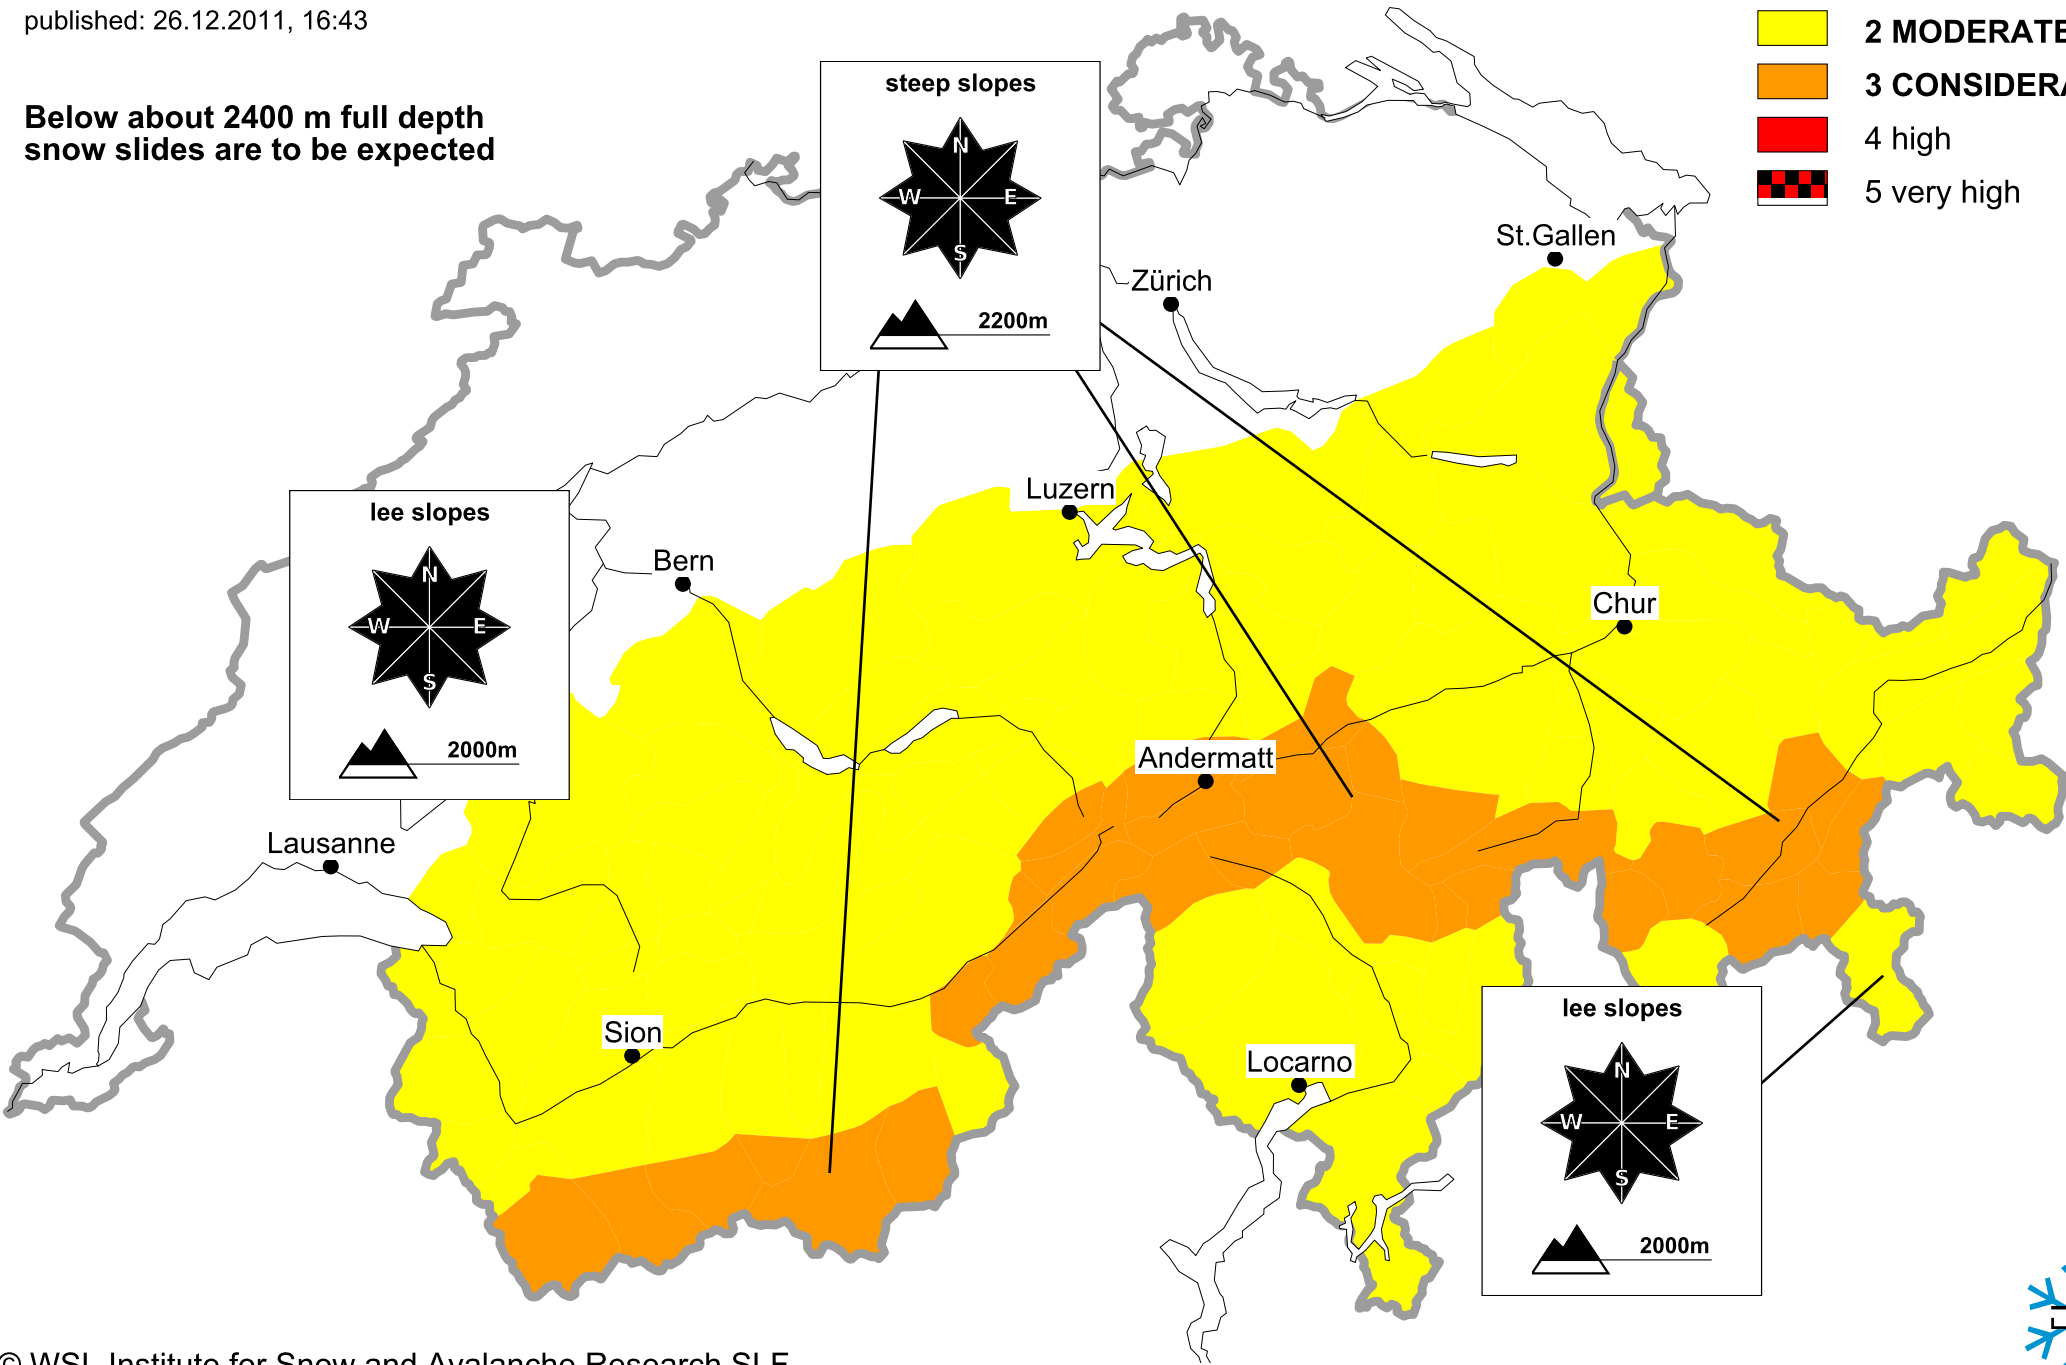 published: 26.12.2011, 16:43
Below about 2400 m full depth
snow slides are to be expected
2 MODERATE
3 CONSIDERA
4 high
5 very high
steep slopes
N
W
E
S
2200m
St.Gallen
Zürich
lee slopes
N
W
E
S
2000m
Luzern
Bern
Chur
Andermatt
Lausanne
Sion
Locarno
lee slopes
N
W
E
S
2000m
© WSL Institute for Snow and Avalanche Research SLF